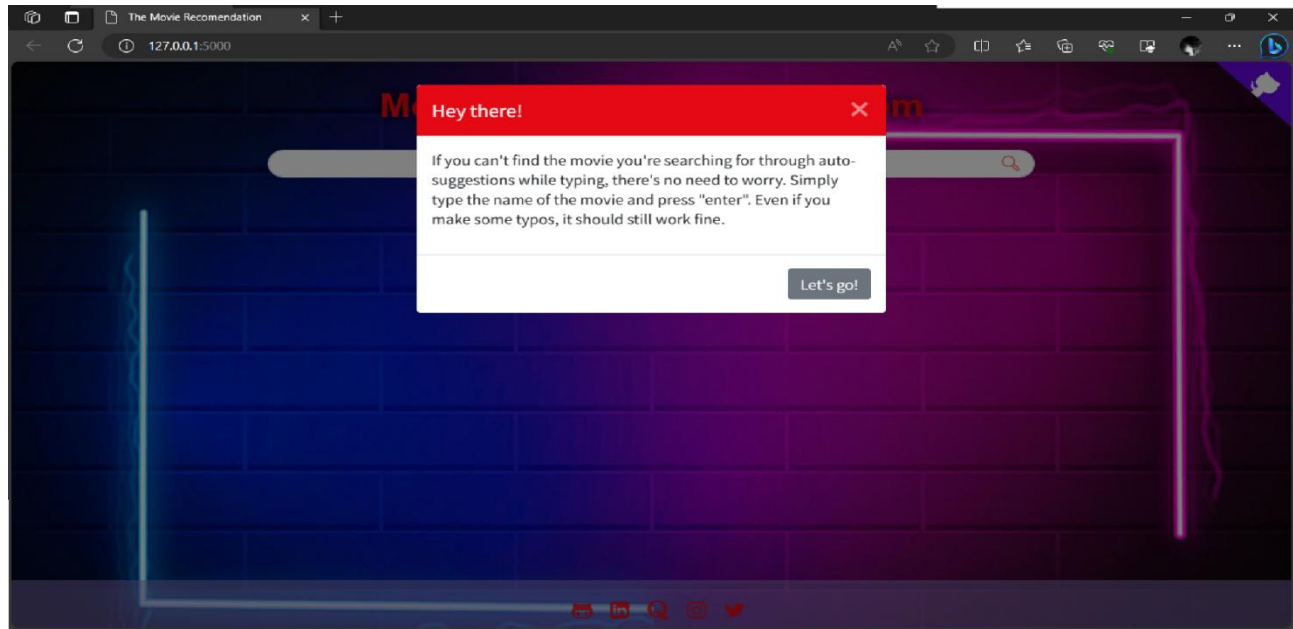 The Movie Recomendation
127.0.0.1:5000
Hey there!
If you can't find the movie you're searching for through auto-
suggestions while typing, there's no need to worry. Simply
type the name of the movie and press "enter". Even if you
make some typos, it should still work fine.
Let's go!